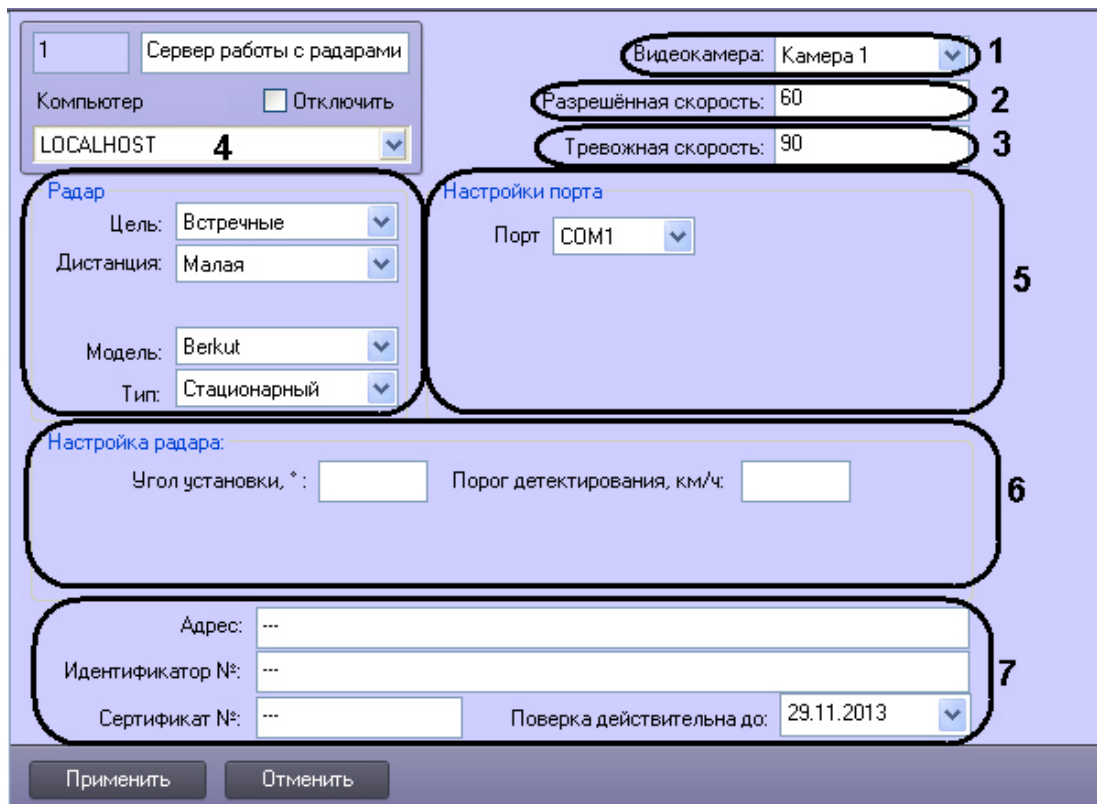 1 Сервер работы с радарами
Компьютер Отключить
LOCALHOST 4
Видеокамера: Камера 1 1
Разрешённая скорость: 60 2
Тревожная скорость: 90 3
Радар
Цель: Встречные
Дистанция: Малая
Модель: Berkut
Тип: Стационарный
Настройки порта
Порт COM1
5
Настройка радара:
Угол установки, ° : Порог детектирования, км/ч:
6
Адрес: ---
Идентификатор №: ---
7
Сертификат №: --- Поверка действительна до: 29.11.2013
Применить Отменить